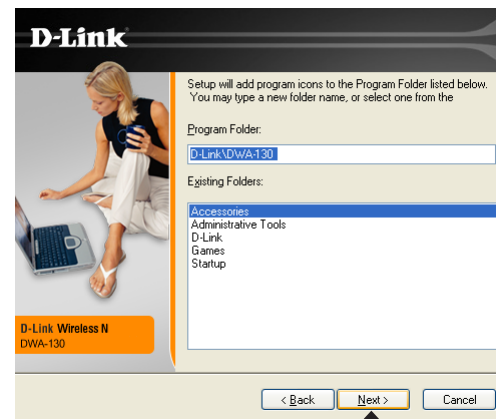 D-Link
Setup will add program icons to the Program Folder listed below.
You may type a new folder name, or select one from the
Program Folder:
D-Link\DWA-130
Existing Folders:
Accessories
Administrative Tools
D-Link
Games
Startup
D-Link Wireless N
DWA-130
< Back
Next >
Cancel